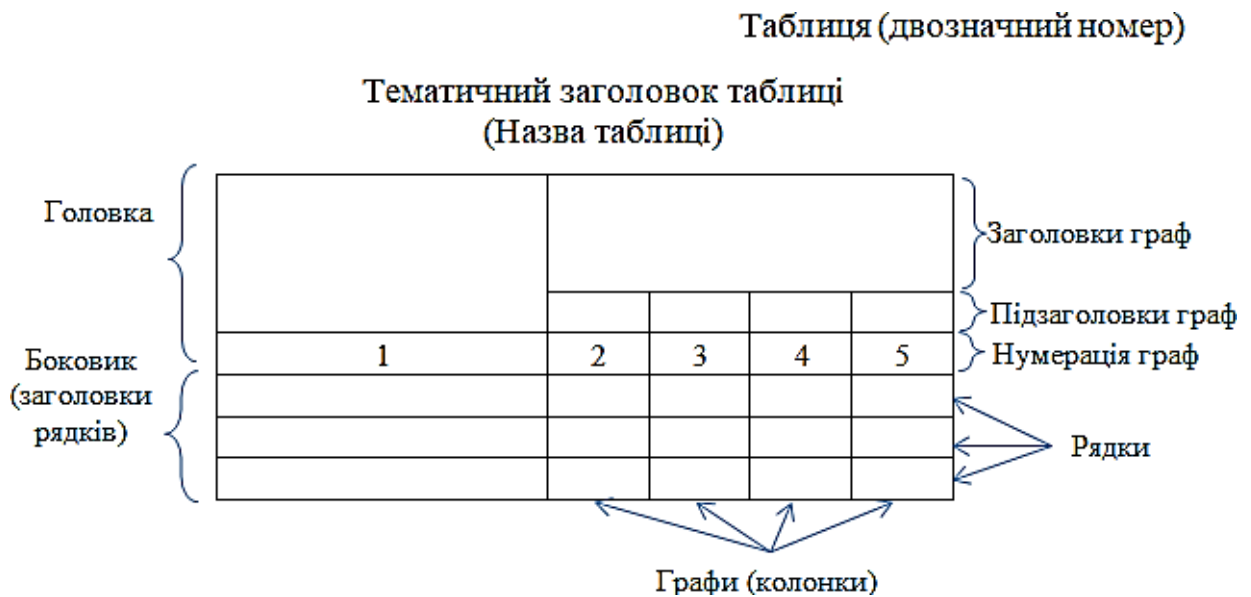 Таблиця (двозначний номер)
Тематичний заголовок таблиці
(Назва таблиці)
Головка
Заголовки граф
Підзаголовки граф
Боковик
(заголовки
рядків)
1 2 3 4 5
Нумерація граф
Рядки
Графи (колонки)